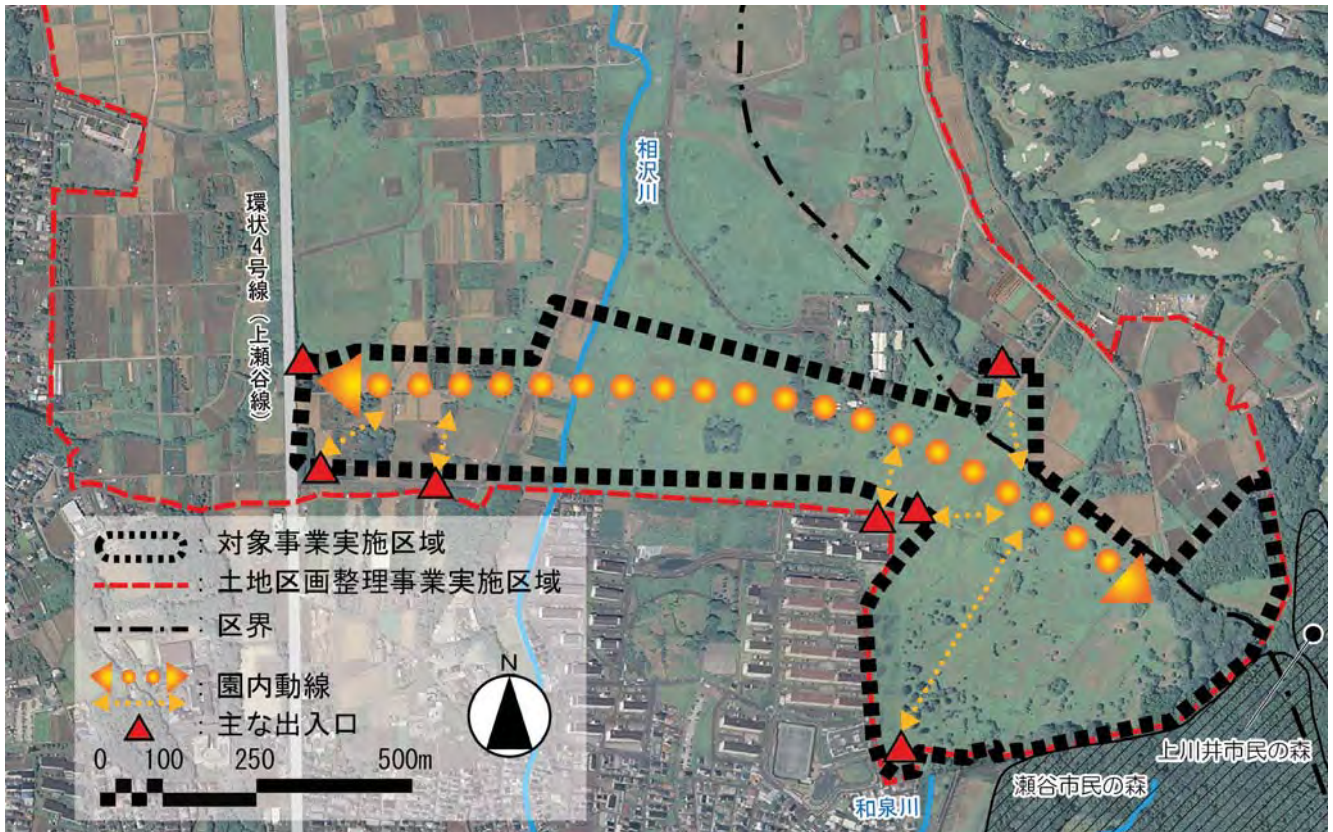 相沢川
環状4号線（上瀬谷線）
：対象事業実施区域
：土地区画整理事業実施区域
：区界
：園内動線
：主な出入口
N
0 100 250 500m
上川井市民の森
瀬谷市民の森
和泉川